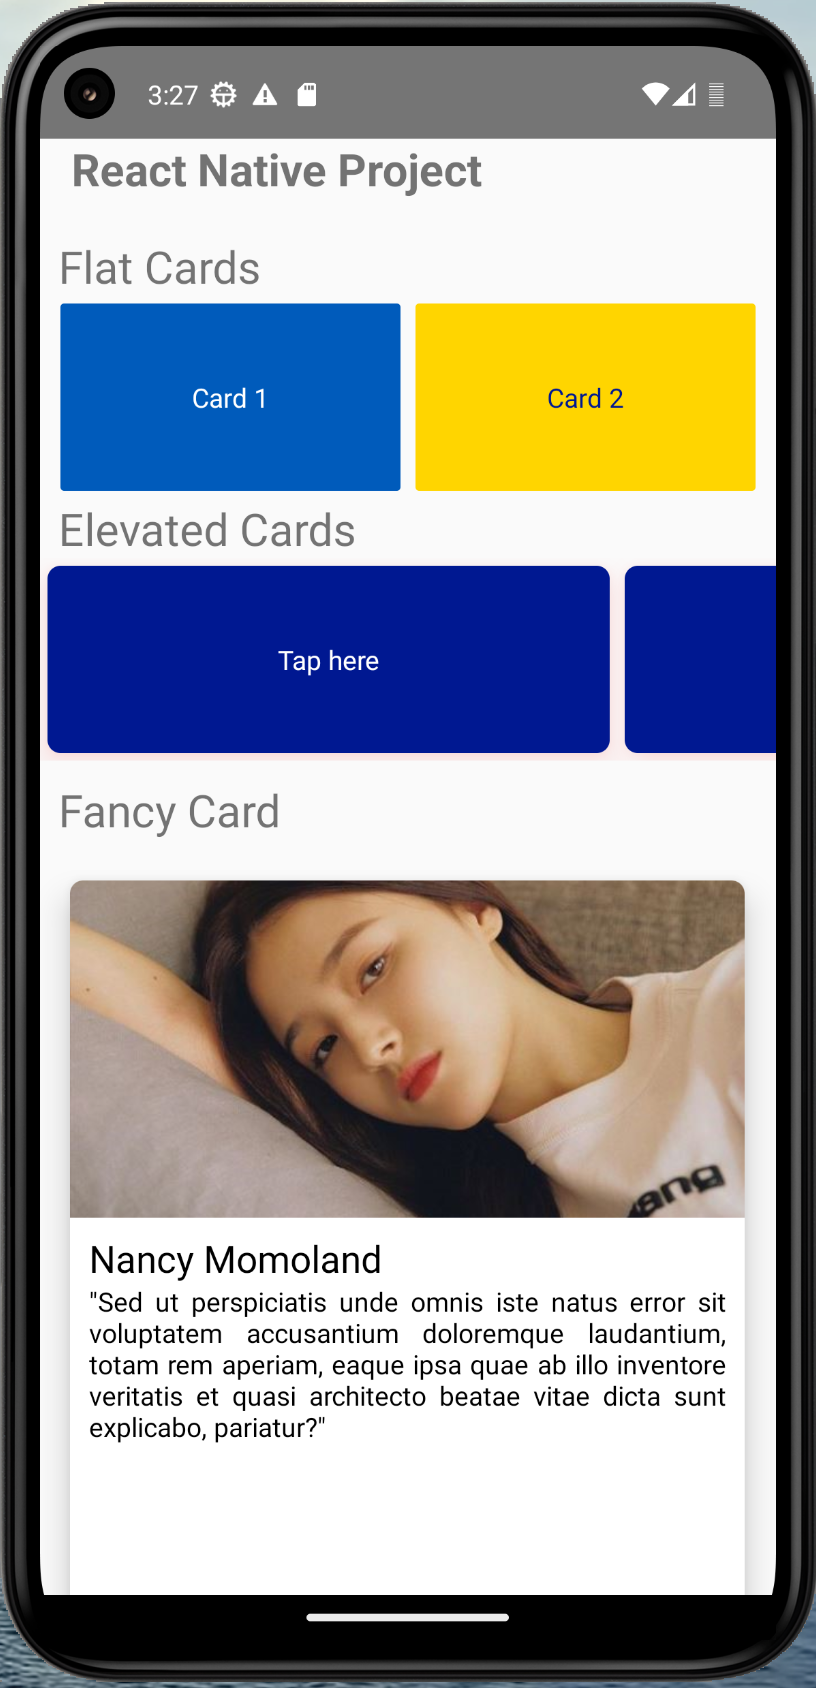 3:27
React Native Project
Flat Cards
Card 1
Card 2
Elevated Cards
Tap here
Fancy Card
ang
Nancy Momoland
"Sed ut perspiciatis unde omnis iste natus error sit
voluptatem accusantium doloremque laudantium,
totam rem aperiam, eaque ipsa quae ab illo inventore
veritatis et quasi architecto beatae vitae dicta sunt
explicabo, pariatur?"